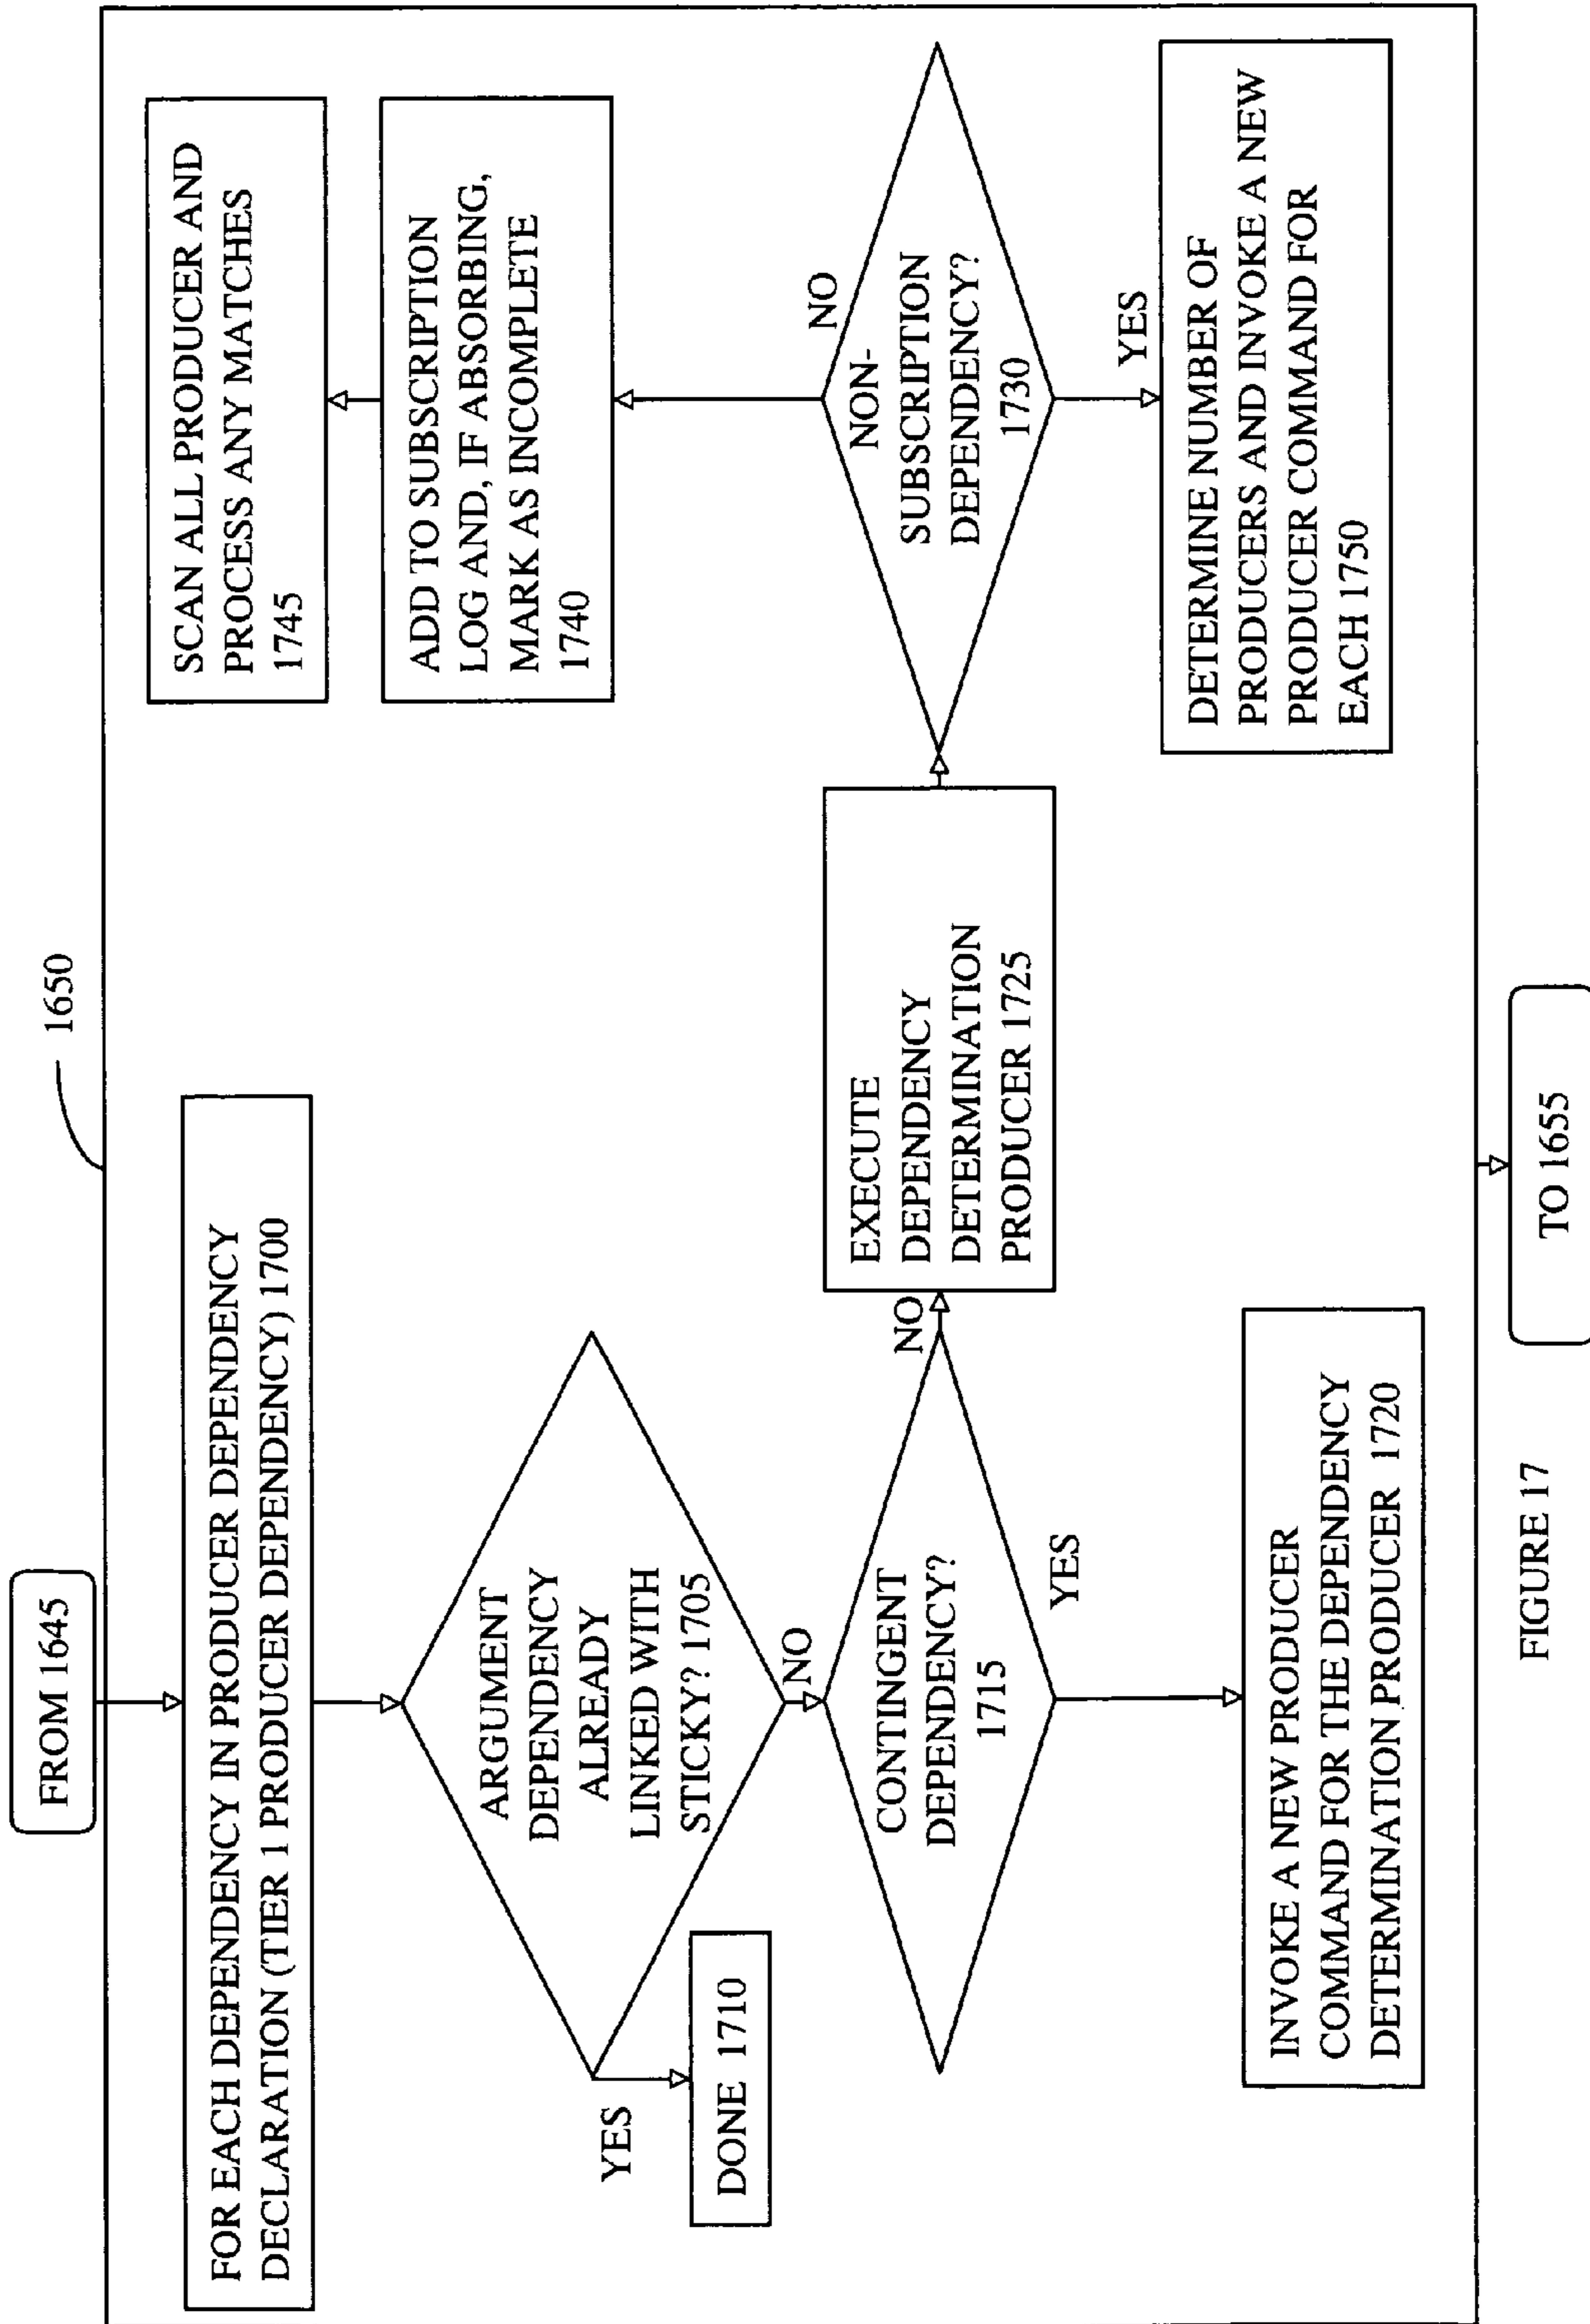 FROM 1645
1650
FOR EACH DEPENDENCY IN PRODUCER DEPENDENCY
DECLARATION (TIER 1 PRODUCER DEPENDENCY) 1700
ARGUMENT
DEPENDENCY
ALREADY
LINKED WITH
STICKY? 1705
YES
DONE 1710
NO
CONTINGENT
DEPENDENCY?
1715
NO
YES
INVOKE A NEW PRODUCER
COMMAND FOR THE DEPENDENCY
DETERMINATION PRODUCER 1720
EXECUTE
DEPENDENCY
DETERMINATION
PRODUCER 1725
SCAN ALL PRODUCER AND
PROCESS ANY MATCHES
1745
ADD TO SUBSCRIPTION
LOG AND, IF ABSORBING,
MARK AS INCOMPLETE
1740
NO
NON-
SUBSCRIPTION
DEPENDENCY?
1730
YES
DETERMINE NUMBER OF
PRODUCERS AND INVOKE A NEW
PRODUCER COMMAND FOR
EACH 1750
TO 1655
FIGURE 17